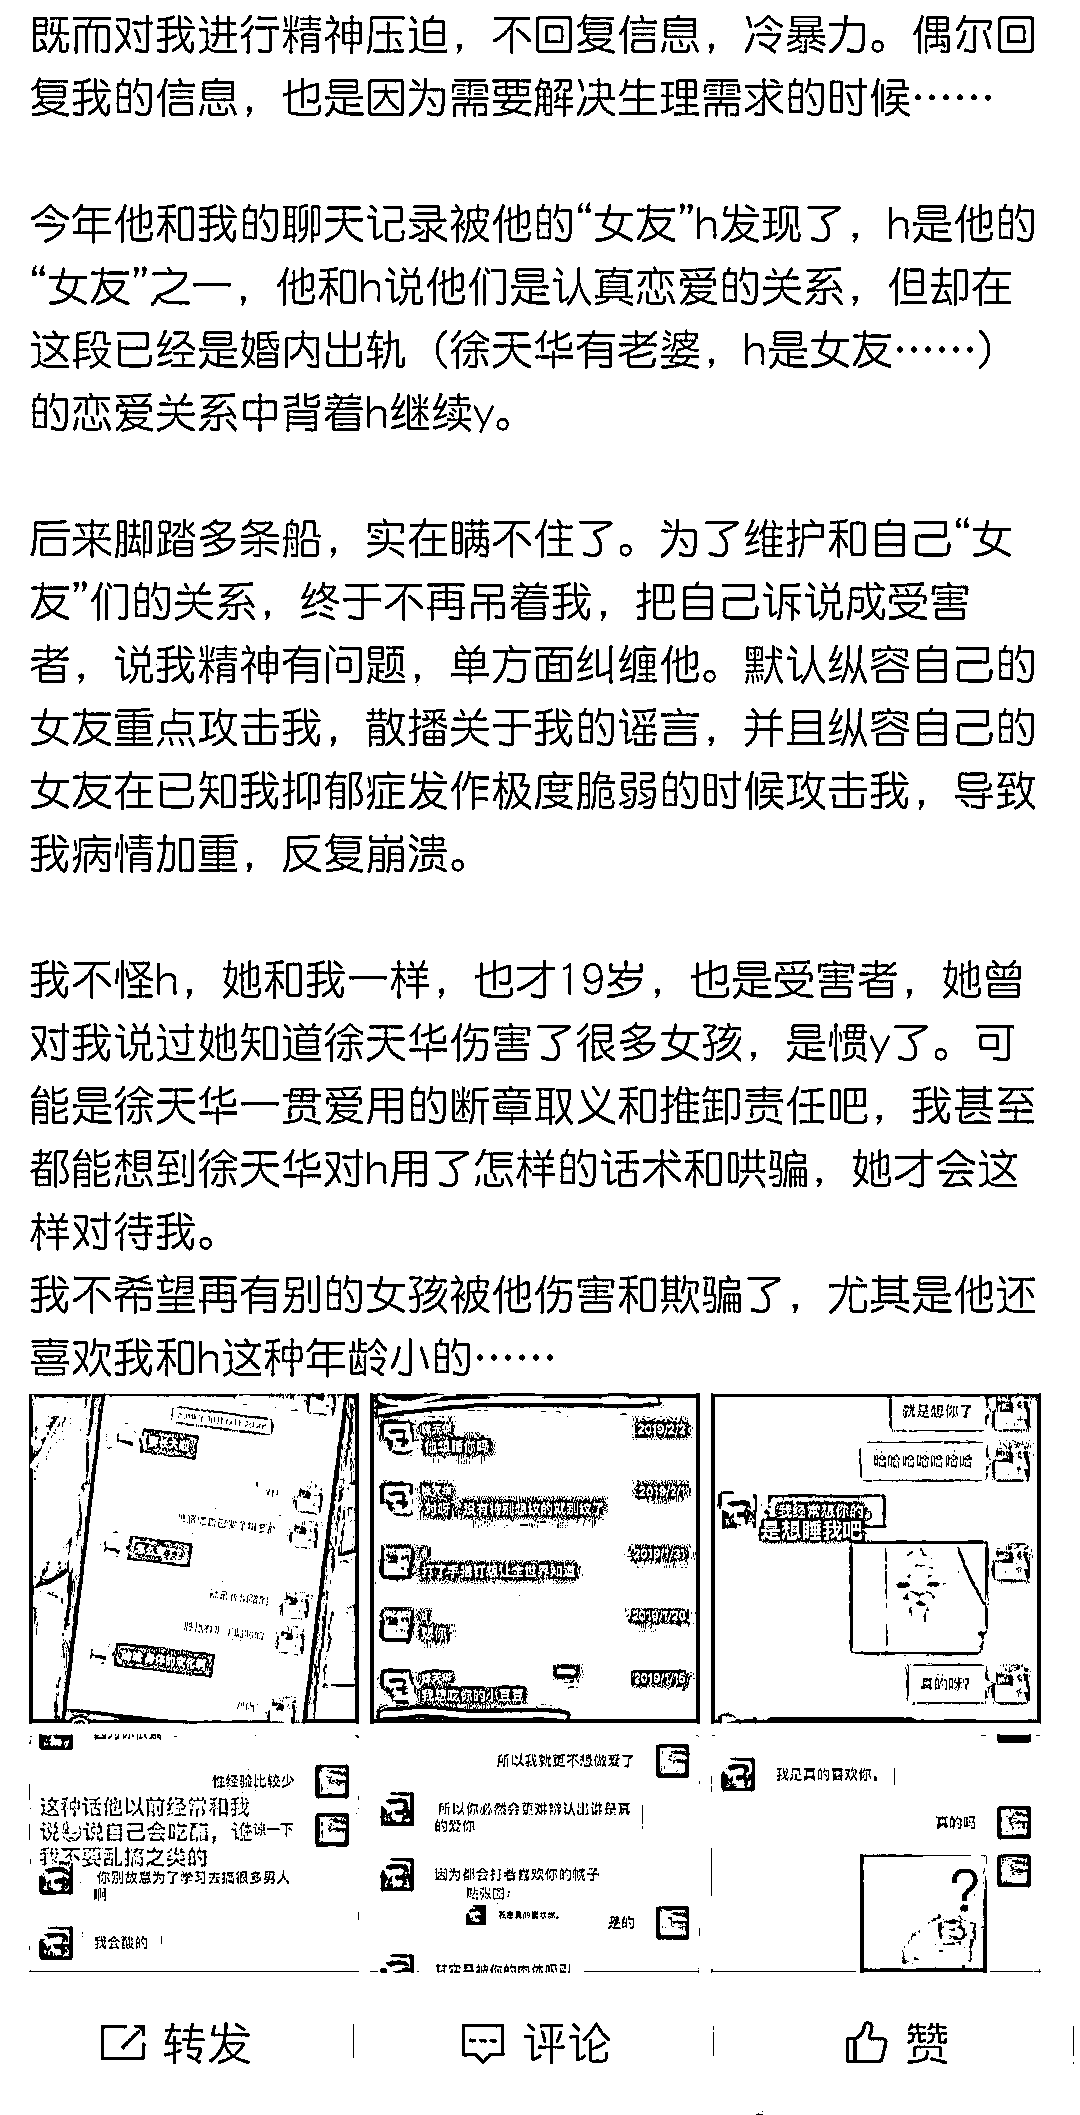 既而对我进行精神压迫，不回复信息，冷暴力。偶尔回
复我的信息，也是因为需要解决生理需求的时候……
今年他和我的聊天记录被他的“女友”h发现了，h是他的
“女友”之一，他和h说他们是认真恋爱的关系，但却在
这段已经是婚内出轨（徐天华有老婆，h是女友……）
的恋爱关系中背着h继续y。
后来脚踏多条船，实在瞒不住了。为了维护和自己“女
友”们的关系，终于不再吊着我，把自己诉说成受害
者，说我精神有问题，单方面纠缠他。默认纵容自己的
女友重点攻击我，散播关于我的谣言，并且纵容自己的
女友在已知我抑郁症发作极度脆弱的时候攻击我，导致
我病情加重，反复崩溃。
我不怪h，她和我一样，也才19岁，也是受害者，她曾
对我说过她知道徐天华伤害了很多女孩，是惯y了。可
能是徐天华一贯爱用的断章取义和推卸责任吧，我甚至
都能想到徐天华对h用了怎样的话术和哄骗，她才会这
样对待我。
我不希望再有别的女孩被他伤害和欺骗了，尤其是他还
喜欢我和h这种年龄小的……
2019/2/2
就是想你了
哈哈哈哈哈哈哈
我经常想你的
是想睡我吧
真的咩?
性经验比较少
这种话他以前经常和我
说说自己会吃醋，让
我不要乱搞之类的
你别故意为了学习去搞很多男人
啊
我会酸的
所以我就更不想做爱了
所以你必然会更难辨认出谁是真
的爱你
因为都会打着喜欢你的幌子
是的
我是真的喜欢你。
真的吗
?
转发
评论
赞